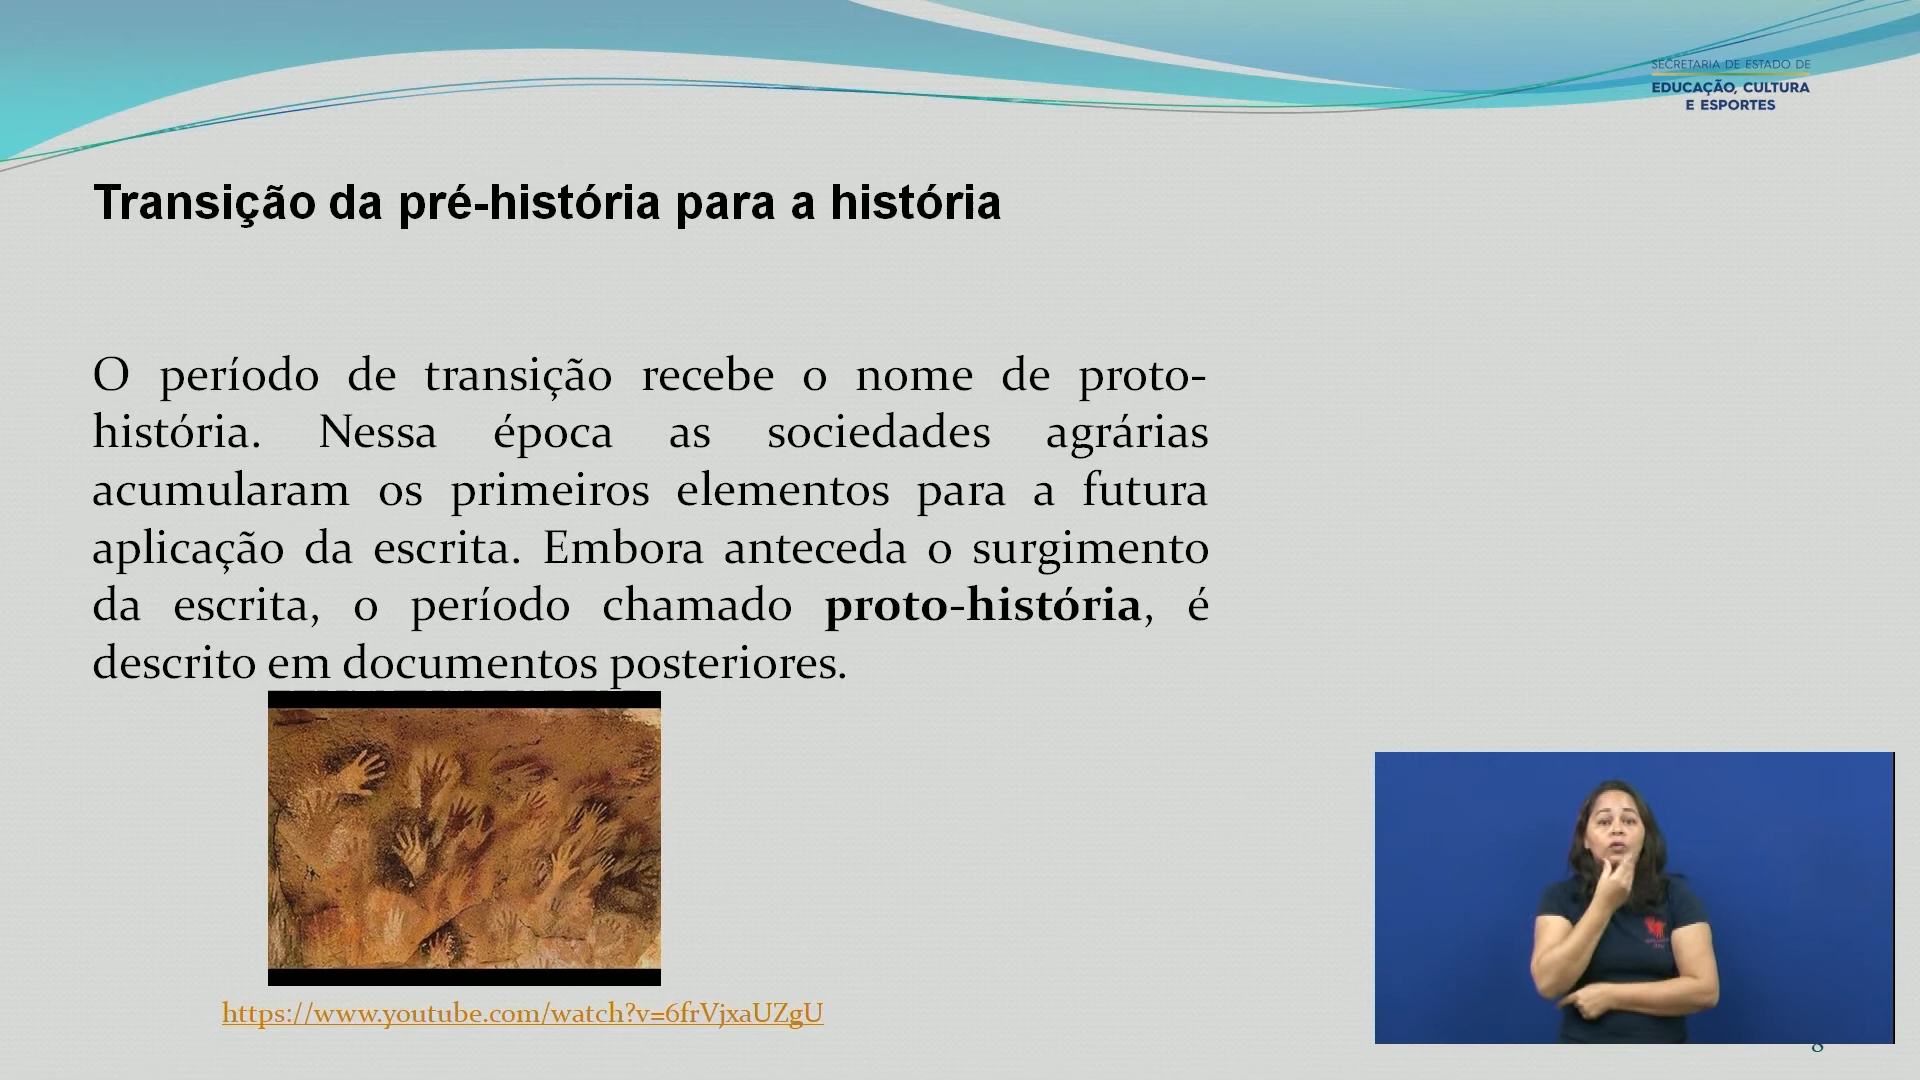 SECRETARIA DE ESTADO DE
EDUCAÇÃO, CULTURA
E ESPORTES
Transição da pré-história para a história
O período de transição recebe o nome de proto-
história. Nessa época as sociedades agrárias
acumularam os primeiros elementos para a futura
aplicação da escrita. Embora anteceda o surgimento
da escrita, o período chamado proto-história, é
descrito em documentos posteriores.
https://www.youtube.com/watch?v=6frVjxaUZgU
8